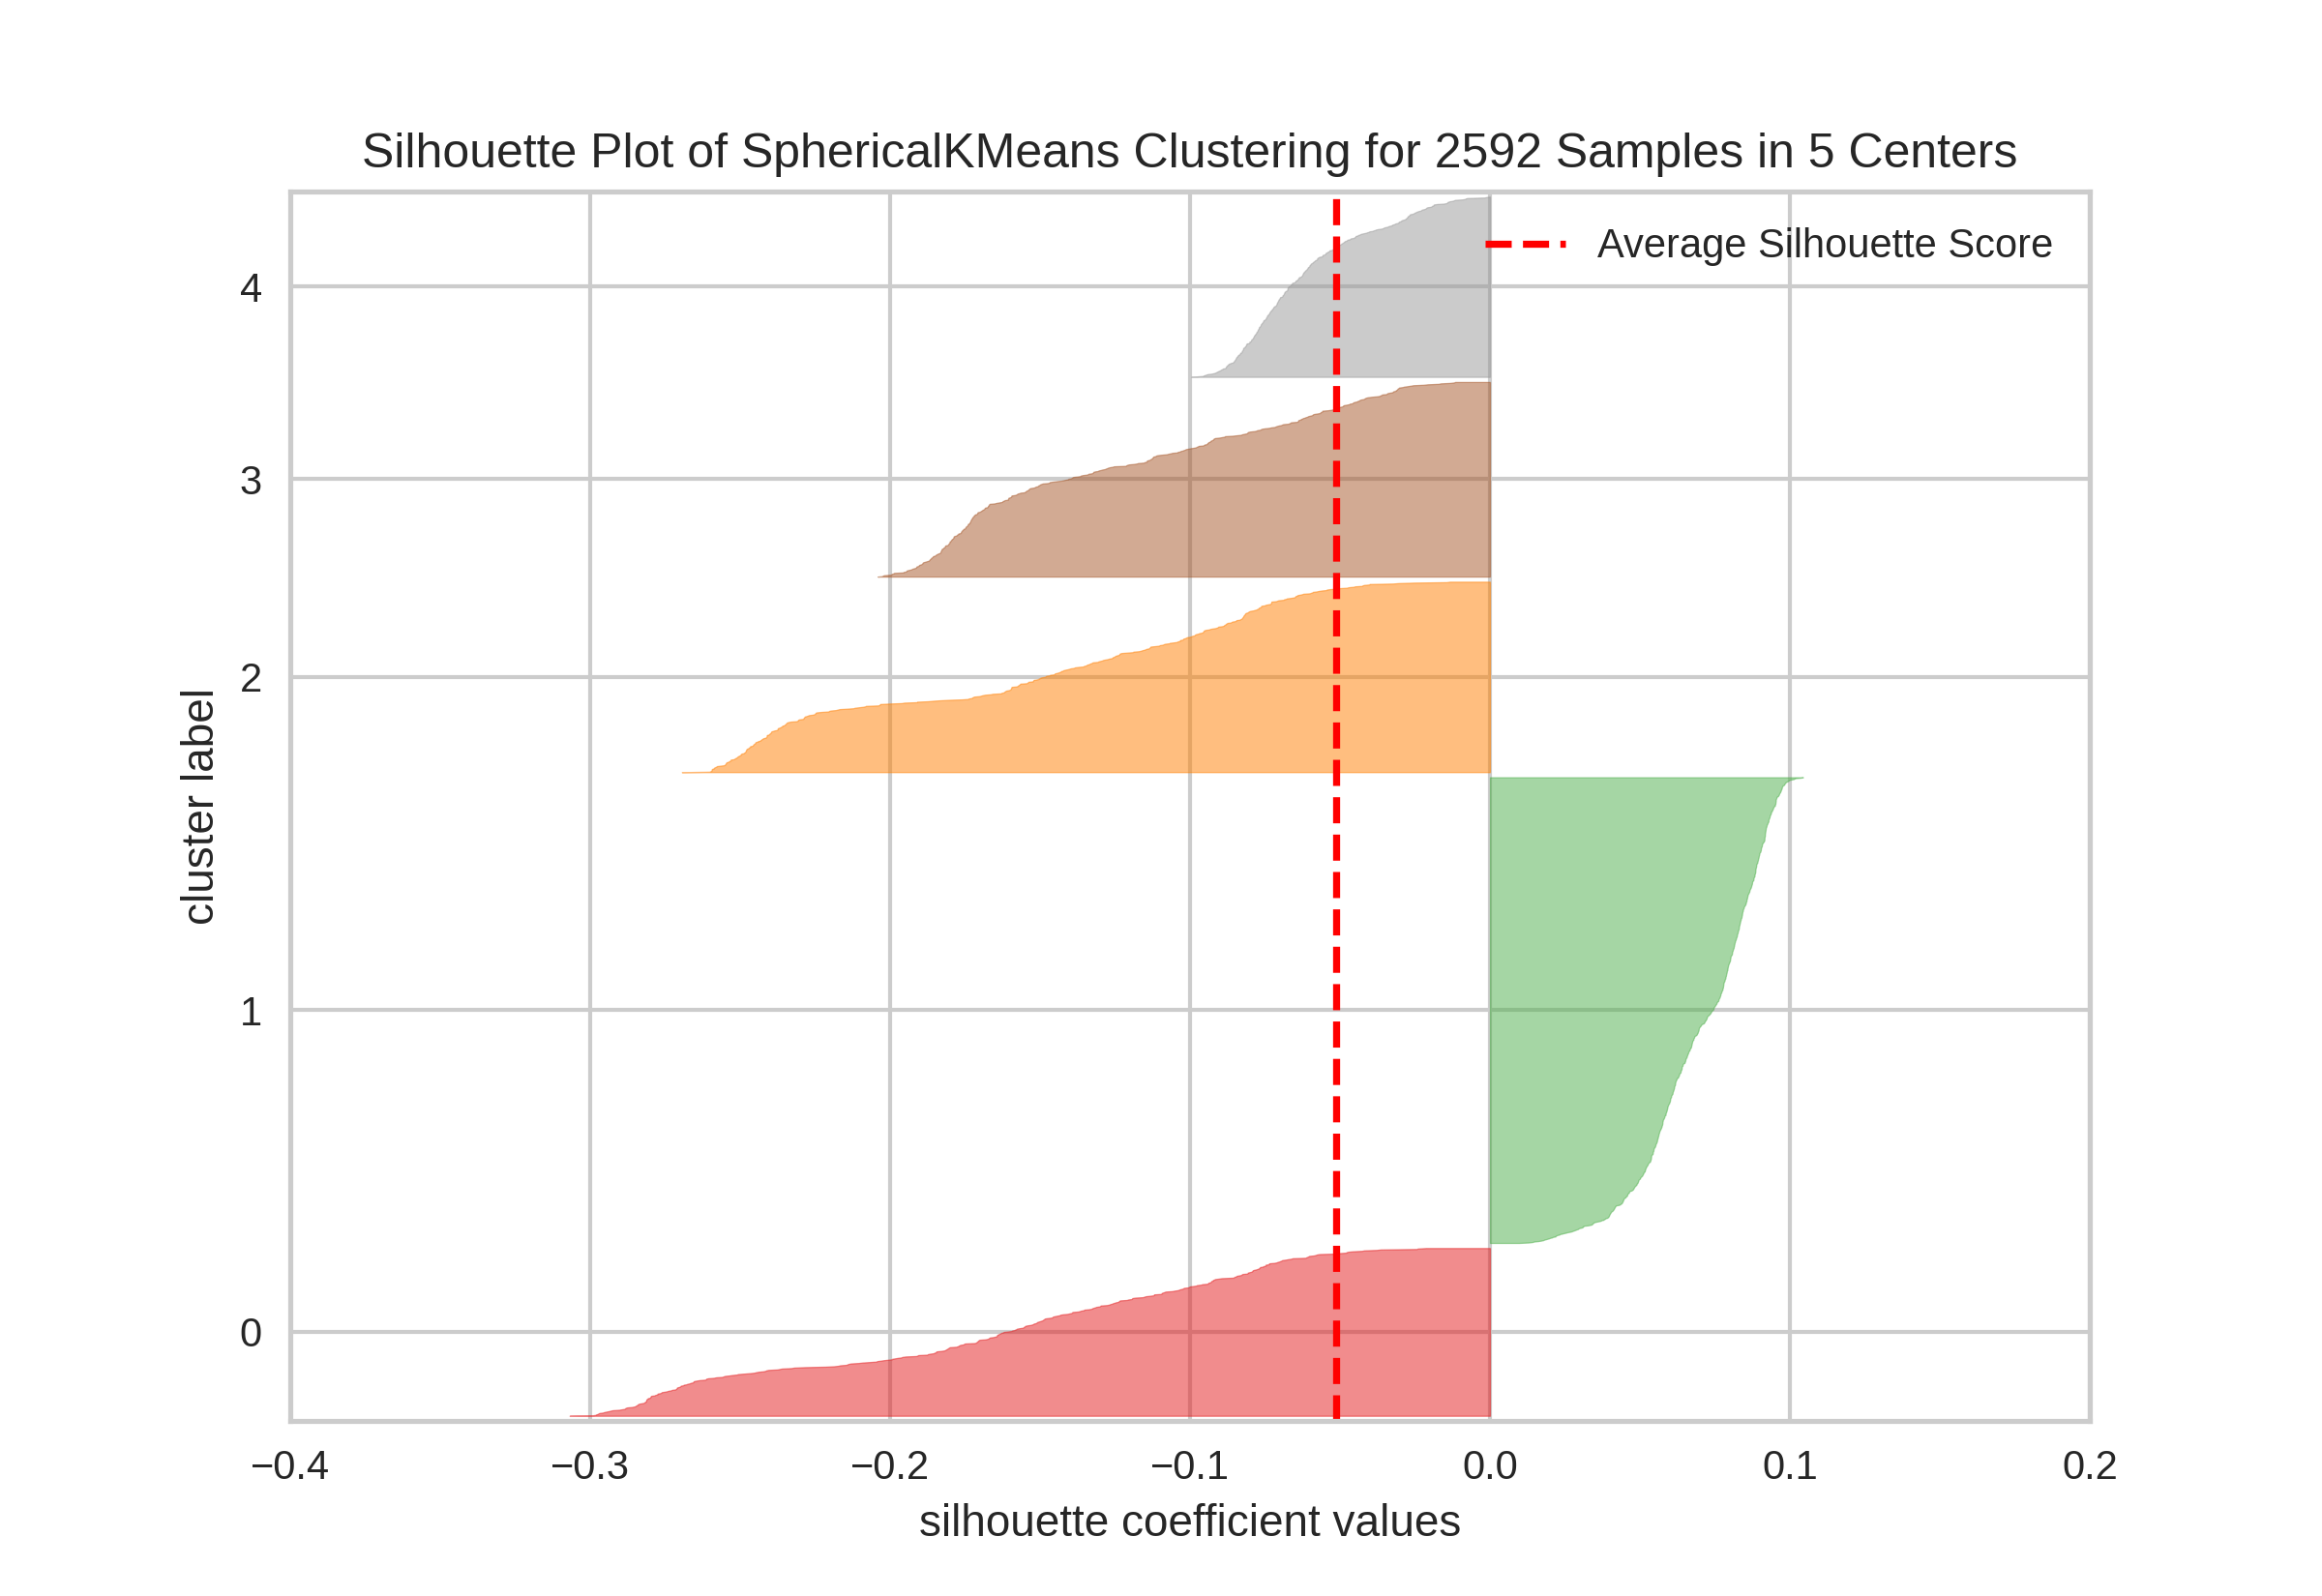 Silhouette Plot of SphericalKMeans Clustering for 2592 Samples in 5 Centers
Average Silhouette Score
4
3
2
1
0
cluster label
−0.4 −0.3 −0.2 −0.1 0.0 0.1 0.2
silhouette coefficient values